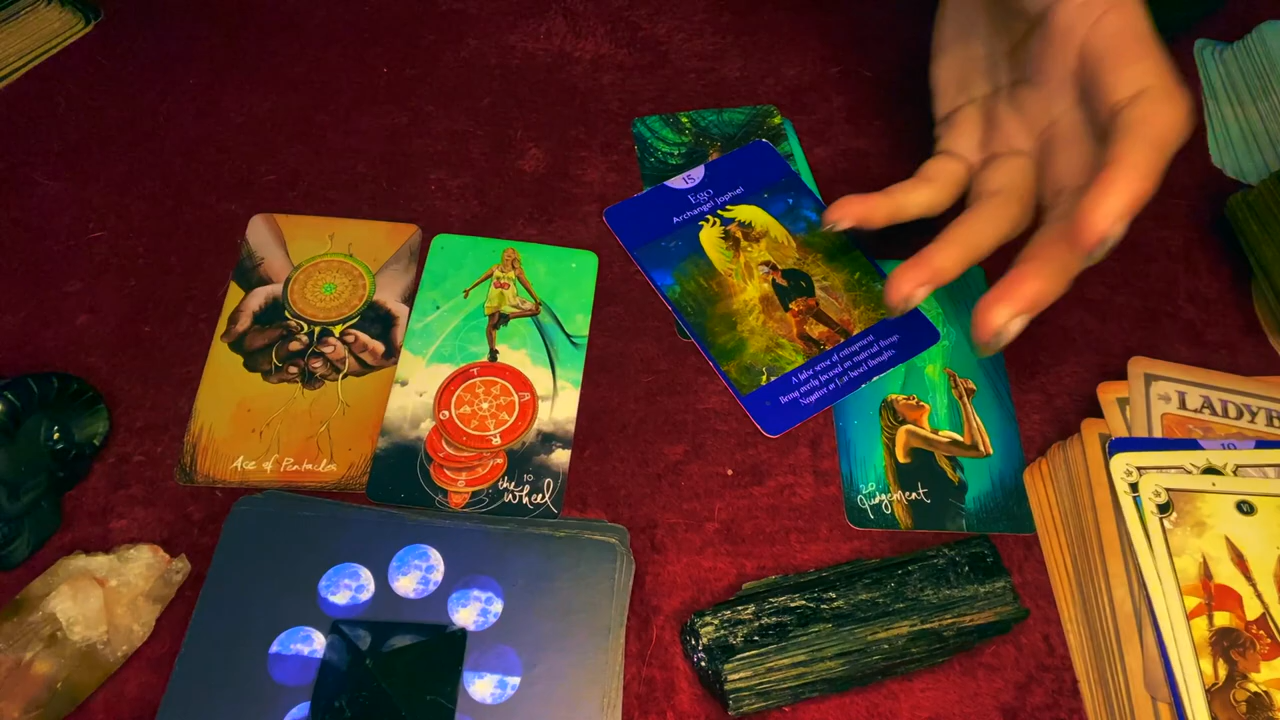 15
Ego
Archangel Jophiel
A false sense of entrapment
Being overly focused on material things
Negative or fear-based thoughts
Ace of Pentacles
T
A
R
O
10.
the Wheel
20.
Judgement
LADY
10
VI